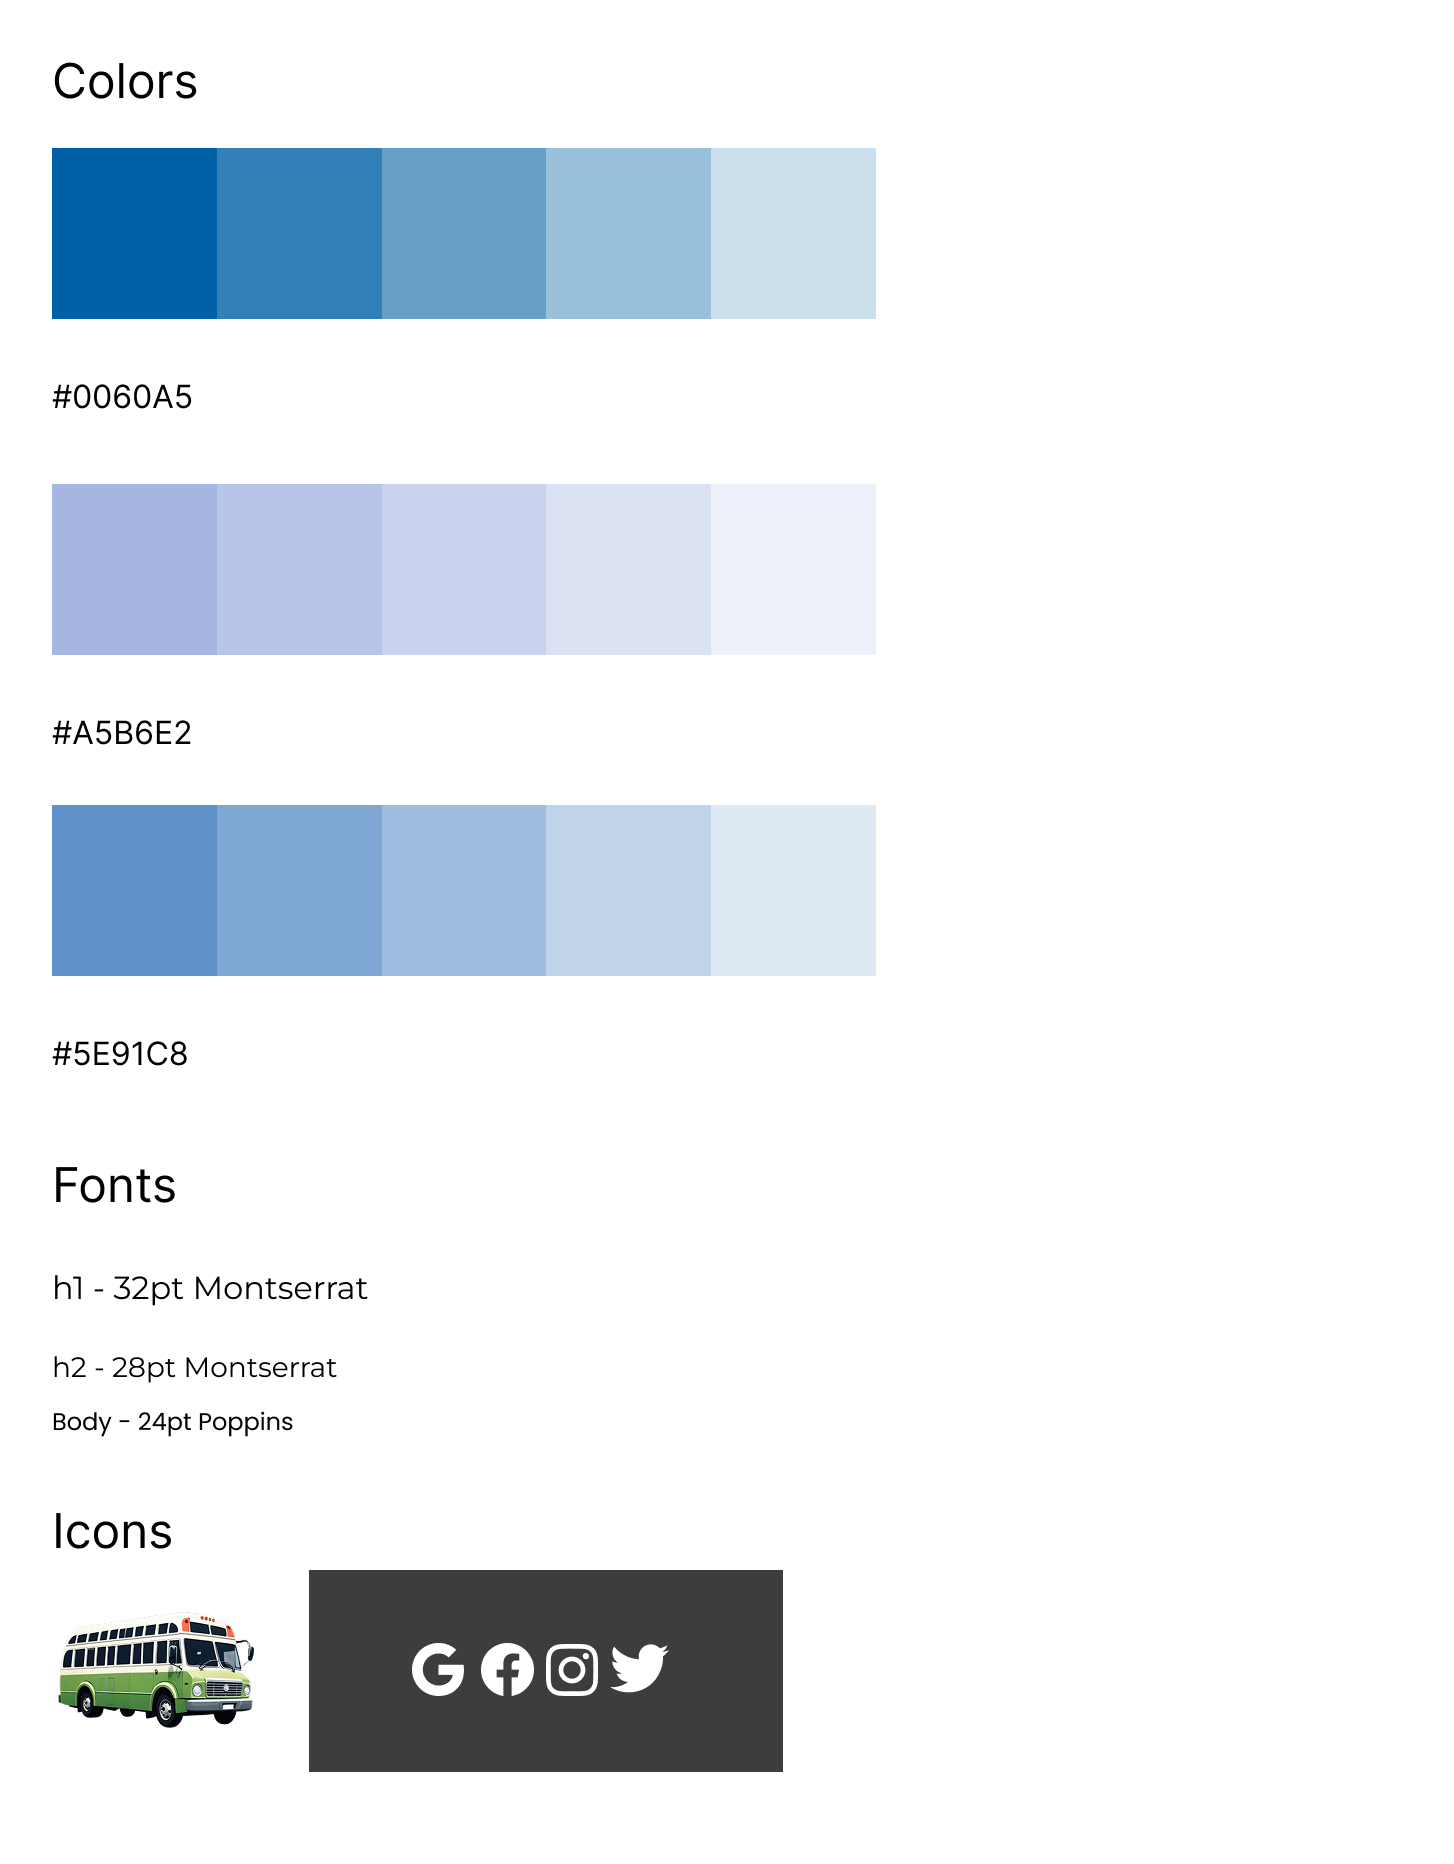 Colors
#0060A5
#A5B6E2
#5E91C8
Fonts
h1 - 32pt Montserrat
h2 - 28pt Montserrat
Body - 24pt Poppins
Icons